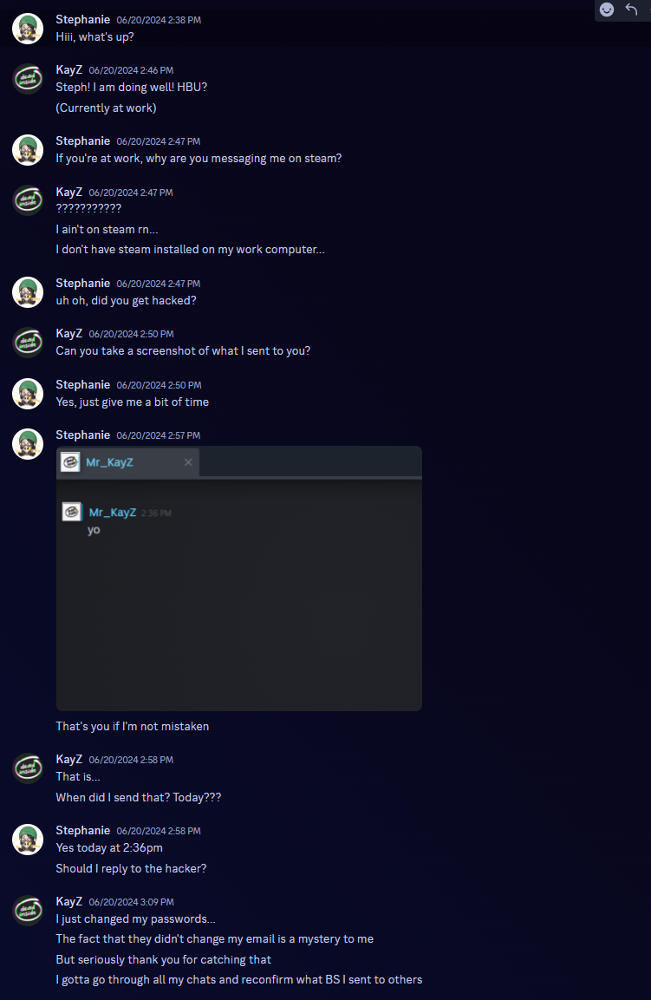 Stephanie 06/20/2024 2:38 PM
Hiii, what's up?
KayZ 06/20/2024 2:46 PM
Steph! I am doing well! HBU?
(Currently at work)
Stephanie 06/20/2024 2:47 PM
If you're at work, why are you messaging me on steam?
KayZ 06/20/2024 2:47 PM
???????????
I ain't on steam rn...
I don't have steam installed on my work computer...
Stephanie 06/20/2024 2:47 PM
uh oh, did you get hacked?
KayZ 06/20/2024 2:50 PM
Can you take a screenshot of what I sent to you?
Stephanie 06/20/2024 2:50 PM
Yes, just give me a bit of time
Stephanie 06/20/2024 2:57 PM
Mr_KayZ
Mr_KayZ 2:36 PM
yo
That's you if I'm not mistaken
KayZ 06/20/2024 2:58 PM
That is...
When did I send that? Today???
Stephanie 06/20/2024 2:58 PM
Yes today at 2:36pm
Should I reply to the hacker?
KayZ 06/20/2024 3:09 PM
I just changed my passwords...
The fact that they didn't change my email is a mystery to me
But seriously thank you for catching that
I gotta go through all my chats and reconfirm what BS I sent to others